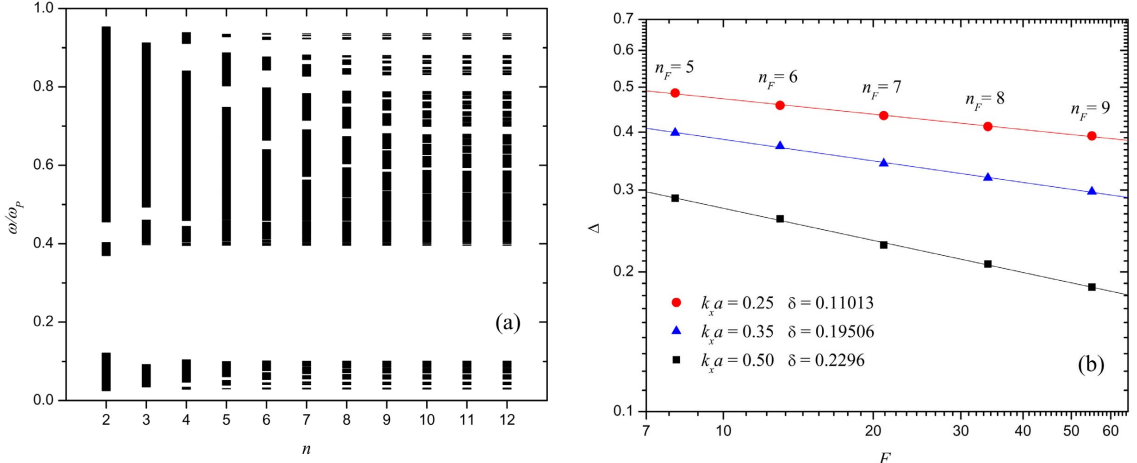 1.0
0.8
0.6
0.4
0.2
0.0
ω/ω_P
2 3 4 5 6 7 8 9 10 11 12
n
(a)
0.7
0.5
0.4
0.3
0.2
0.1
Δ
n_F = 5
n_F = 6
n_F = 7
n_F = 8
n_F = 9
k_x a = 0.25 δ = 0.11013
k_x a = 0.35 δ = 0.19506
k_x a = 0.50 δ = 0.2296
(b)
7 10 20 30 40 50 60
F